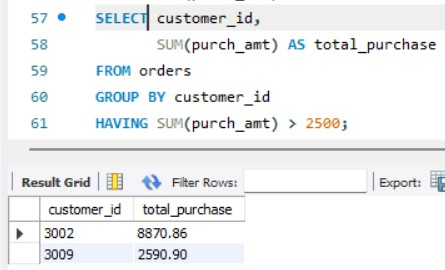 57 SELECT customer_id,
58 SUM(purch_amt) AS total_purchase
59 FROM orders
60 GROUP BY customer_id
61 HAVING SUM(purch_amt) > 2500;
Result Grid Filter Rows: Export:
customer_id total_purchase
3002 8870.86
3009 2590.90